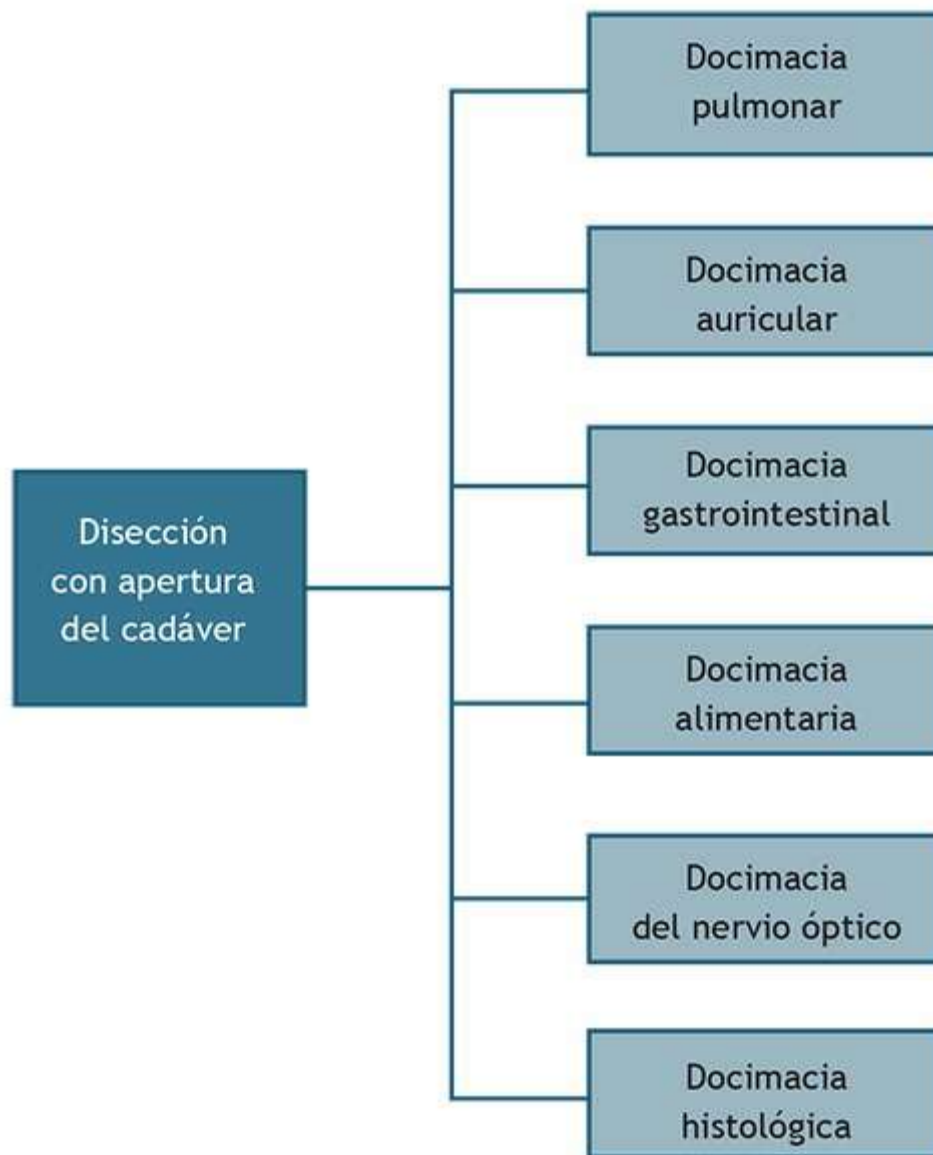 Docimacia
pulmonar
Docimacia
auricular
Docimacia
gastrointestinal
Disección
con apertura
del cadáver
Docimacia
alimentaria
Docimacia
del nervio óptico
Docimacia
histológica